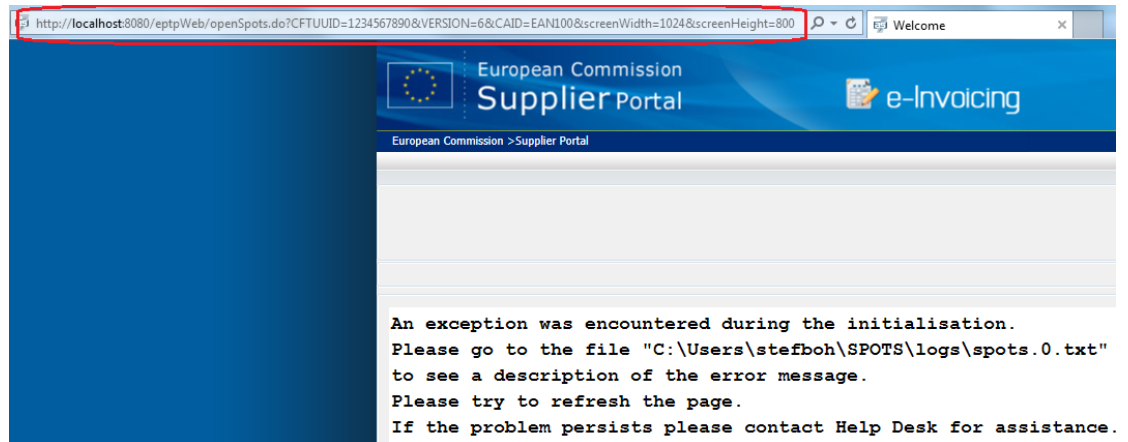 http://localhost:8080/eptpWeb/openSpots.do?CFTUUID=1234567890&VERSION=6&CAID=EAN100&screenWidth=1024&screenHeight=800
Welcome
European Commission
Supplier Portal
e-Invoicing
European Commission >Supplier Portal
An exception was encountered during the initialisation.
Please go to the file "C:\Users\stefboh\SPOTS\logs\spots.0.txt"
to see a description of the error message.
Please try to refresh the page.
If the problem persists please contact Help Desk for assistance.